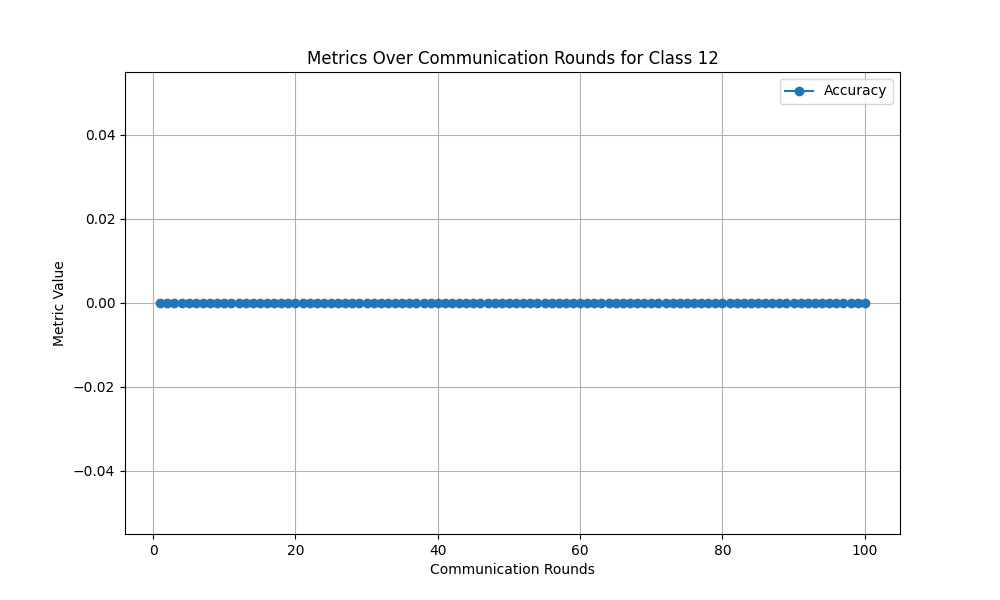 Metrics Over Communication Rounds for Class 12
Accuracy
0.04
0.02
0.00
−0.02
−0.04
Metric Value
0 20 40 60 80 100
Communication Rounds